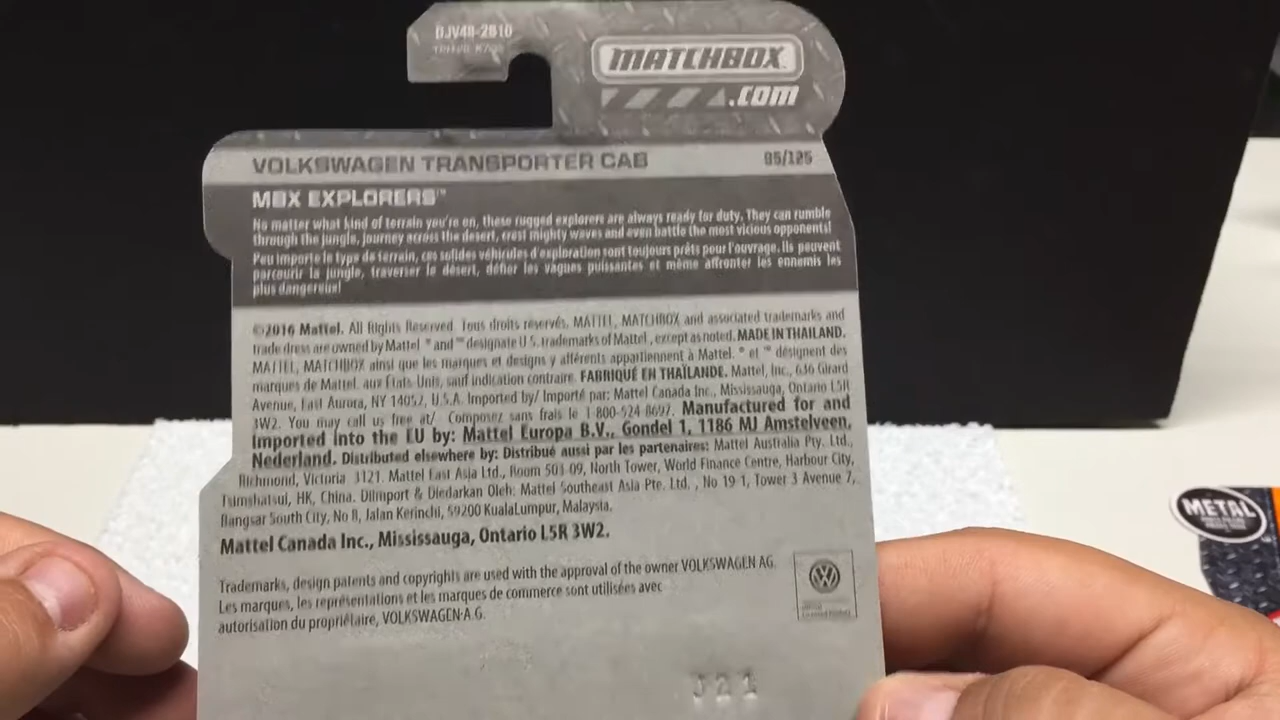 DJV48-2B10
MATCHBOX
.com
VOLKSWAGEN TRANSPORTER CAB 95/125
MBX EXPLORERS™
No matter what kind of terrain you're on, these rugged explorers are always ready for duty. They can rumble
through the jungle, journey across the desert, crest mighty waves and even battle the most vicious opponents!
Peu importe le type de terrain, ces solides véhicules d'exploration sont toujours prêts pour l'ouvrage. Ils peuvent
parcourir la jungle, traverser le désert, défier les vagues puissantes et même affronter les ennemis les
plus dangereux!
©2016 Mattel. All Rights Reserved. Tous droits réservés. MATTEL, MATCHBOX and associated trademarks and
trade dress are owned by Mattel. ® and ™ designate U.S. trademarks of Mattel, except as noted. MADE IN THAILAND.
MATTEL, MATCHBOX ainsi que les marques et designs y afférents appartiennent à Mattel. ® et ™ désignent des
marques de Mattel aux États-Unis, sauf indication contraire. FABRIQUÉ EN THAÏLANDE. Mattel, Inc., 636 Girard
Avenue, East Aurora, NY 14052, U.S.A. Imported by/ Importé par: Mattel Canada Inc., Mississauga, Ontario L5R
3W2. You may call us free at/ Composez sans frais le 1-800-524-8697. Manufactured for and
imported into the EU by: Mattel Europa B.V., Gondel 1, 1186 MJ Amstelveen,
Nederland. Distributed elsewhere by: Distribué aussi par les partenaires: Mattel Australia Pty. Ltd.,
Richmond, Victoria 3121. Mattel East Asia Ltd., Room 503-09, North Tower, World Finance Centre, Harbour City,
Tsimshatsui, HK, China. Diimport & Diedarkan Oleh: Mattel Southeast Asia Pte. Ltd., No 19-1, Tower 3 Avenue 7,
Bangsar South City, No 8, Jalan Kerinchi, 59200 KualaLumpur, Malaysia.
Mattel Canada Inc., Mississauga, Ontario L5R 3W2.
Trademarks, design patents and copyrights are used with the approval of the owner VOLKSWAGEN AG.
Les marques, les représentations et les marques de commerce sont utilisées avec
autorisation du propriétaire, VOLKSWAGEN A.G.
J21
METAL